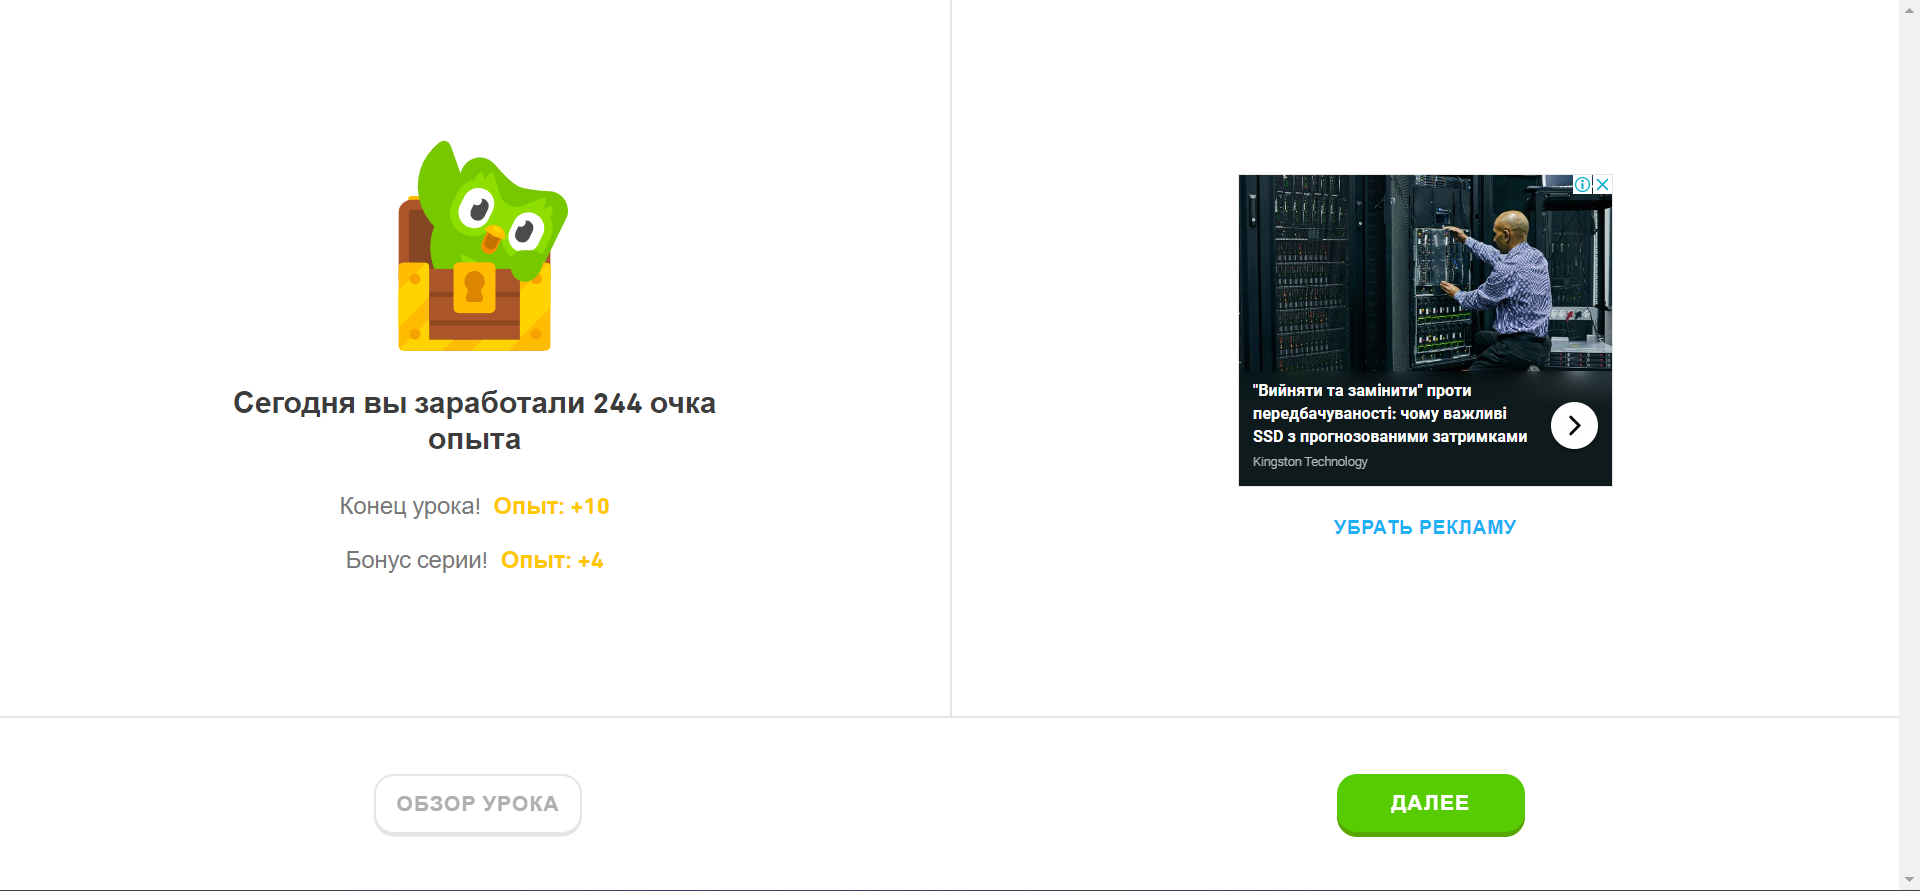 Сегодня вы заработали 244 очка
опыта
Конец урока! Опыт: +10
Бонус серии! Опыт: +4
"Вийняти та замінити" проти
передбачуваності: чому важливі
SSD з прогнозованими затримками
Kingston Technology
УБРАТЬ РЕКЛАМУ
ОБЗОР УРОКА
ДАЛЕЕ